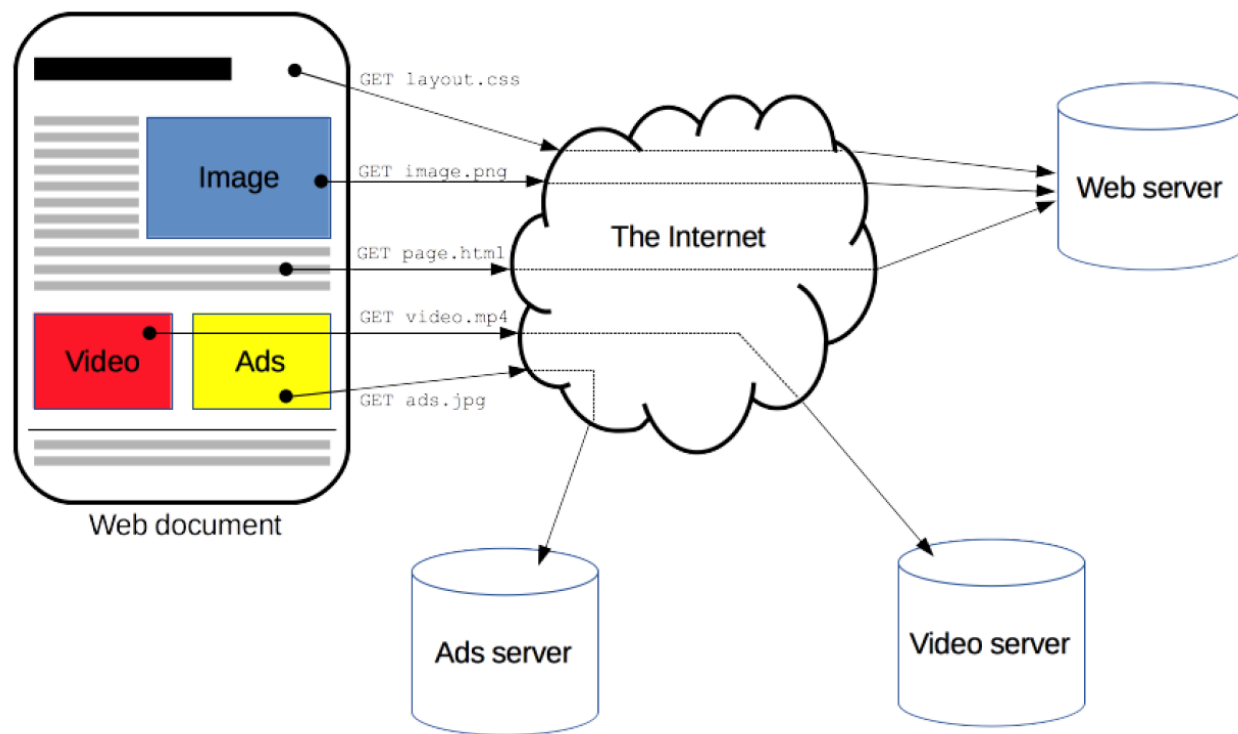 GET layout.css
Image
GET image.png
Web server
The Internet
GET page.html
GET video.mp4
Video
Ads
GET ads.jpg
Web document
Ads server
Video server